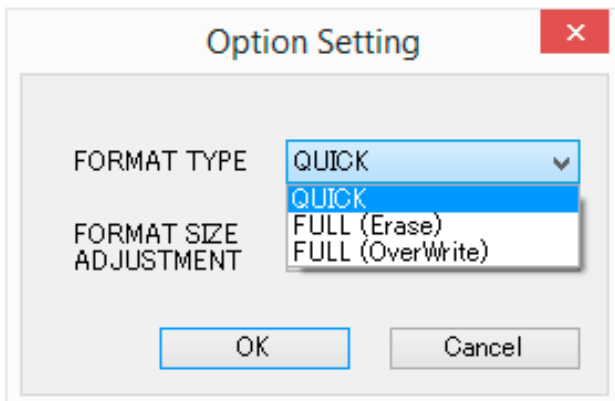 Option Setting
FORMAT TYPE
QUICK
QUICK
FULL (Erase)
FULL (OverWrite)
FORMAT SIZE
ADJUSTMENT
OK
Cancel